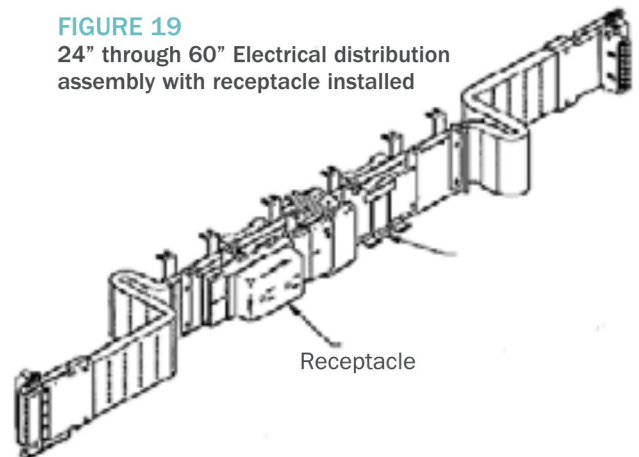 FIGURE 19
24” through 60” Electrical distribution
assembly with receptacle installed
Receptacle